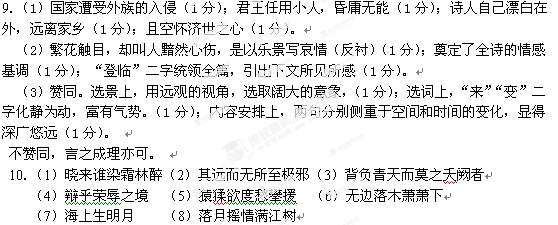 9.（1）国家遭受外族的入侵（1 分）；君王任用小人，昏庸无能（1 分）；诗人自己漂白在
外，远离家乡（1 分）；且空怀济世之心（1 分）。
（2）繁花触目，却叫人黯然心伤，是以乐景写哀情（反衬）（1 分）；奠定了全诗的情感
基调（1 分）；“登临”二字统领全篇，引出下文所见所感（1 分）。
（3）赞同。选景上，用远观的视角，选取阔大的意象，（1 分）；选词上，“来”“变”二
字化静为动，富有气势。（1 分）；内容安排上，两句分别侧重于空间和时间的变化，显得
深广悠远（1 分）。
不赞同，言之成理亦可。
10.（1）晓来谁染霜林醉（2）其远而无所至极邪（3）背负青天而莫之夭阏者
（4）辩乎荣辱之境 （5）猿猱欲度愁攀援 （6）无边落木萧萧下
（7）海上生明月 （8）落月摇情满江树